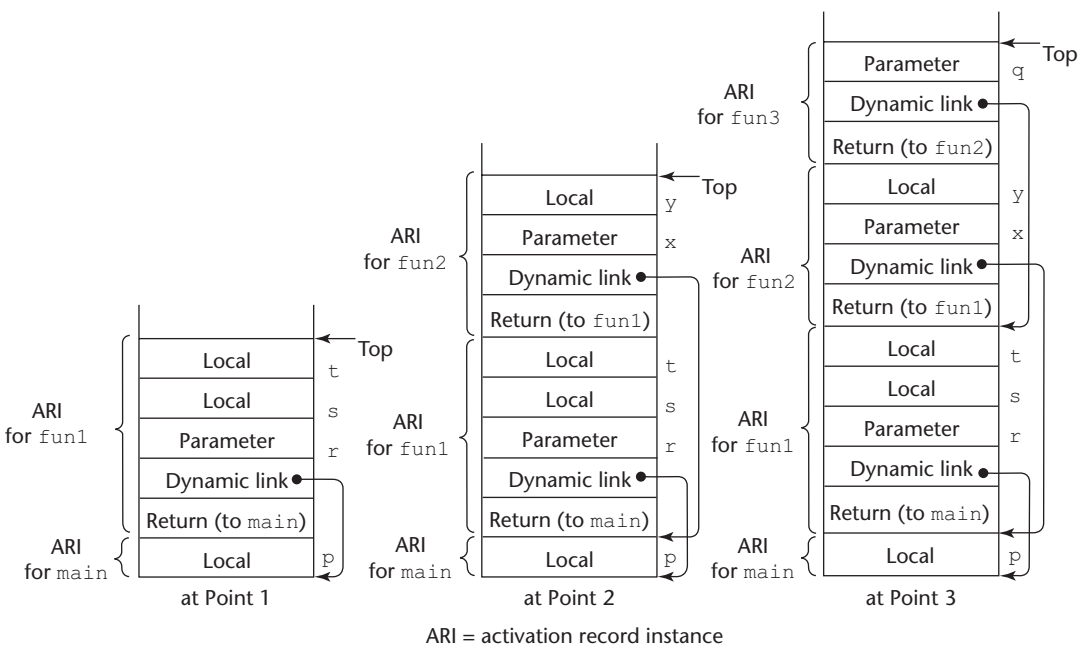 Local
t
Local
s
Parameter
r
Dynamic link
Return (to main)
Local
p
Top
ARI
for fun1
ARI
for main
at Point 1
Local
y
Parameter
x
Dynamic link
Return (to fun1)
Local
t
Local
s
Parameter
r
Dynamic link
Return (to main)
Local
p
Top
ARI
for fun2
ARI
for fun1
ARI
for main
at Point 2
Parameter
q
Dynamic link
Return (to fun2)
Local
y
Parameter
x
Dynamic link
Return (to fun1)
Local
t
Local
s
Parameter
r
Dynamic link
Return (to main)
Local
p
Top
ARI
for fun3
ARI
for fun2
ARI
for fun1
ARI
for main
at Point 3
ARI = activation record instance